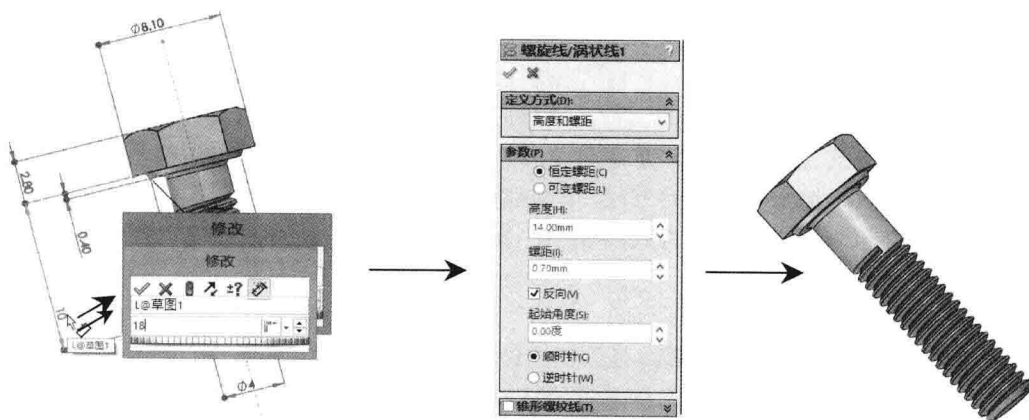 Ø8.10
2.80
0.40
10
L@草图1
Ø4
修改
修改
±?
L@草图1
18
螺旋线/涡状线1
?
定义方式(D):
高度和螺距
参数(P)
恒定螺距(C)
可变螺距(L)
高度(H):
14.00mm
螺距(I):
0.70mm
反向(V)
起始角度(S):
0.00度
顺时针(C)
逆时针(W)
锥形螺纹线(T)